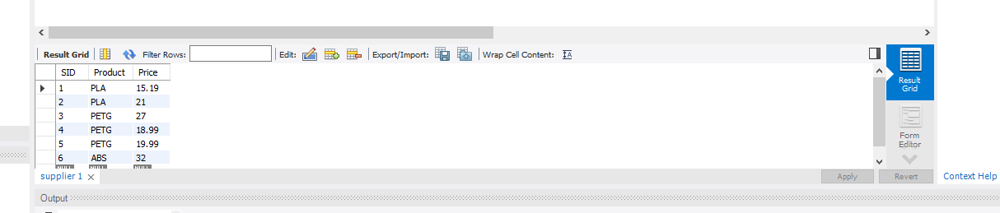 Result Grid Filter Rows: Edit: Export/Import: Wrap Cell Content:
SID Product Price
1 PLA 15.19
2 PLA 21
3 PETG 27
4 PETG 18.99
5 PETG 19.99
6 ABS 32
NULL NULL NULL
Result
Grid
Form
Editor
supplier 1 Apply Revert Context Help
Output